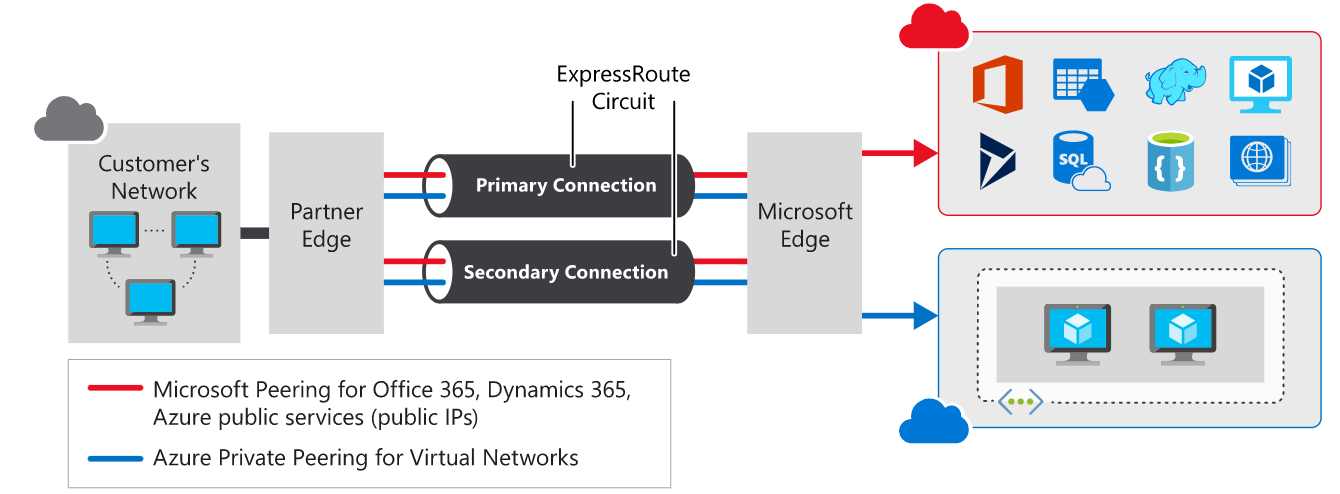 ExpressRoute
Circuit
Customer's
Network
Partner
Edge
Primary Connection
Secondary Connection
Microsoft
Edge
SQL
{ }
Microsoft Peering for Office 365, Dynamics 365,
Azure public services (public IPs)
Azure Private Peering for Virtual Networks